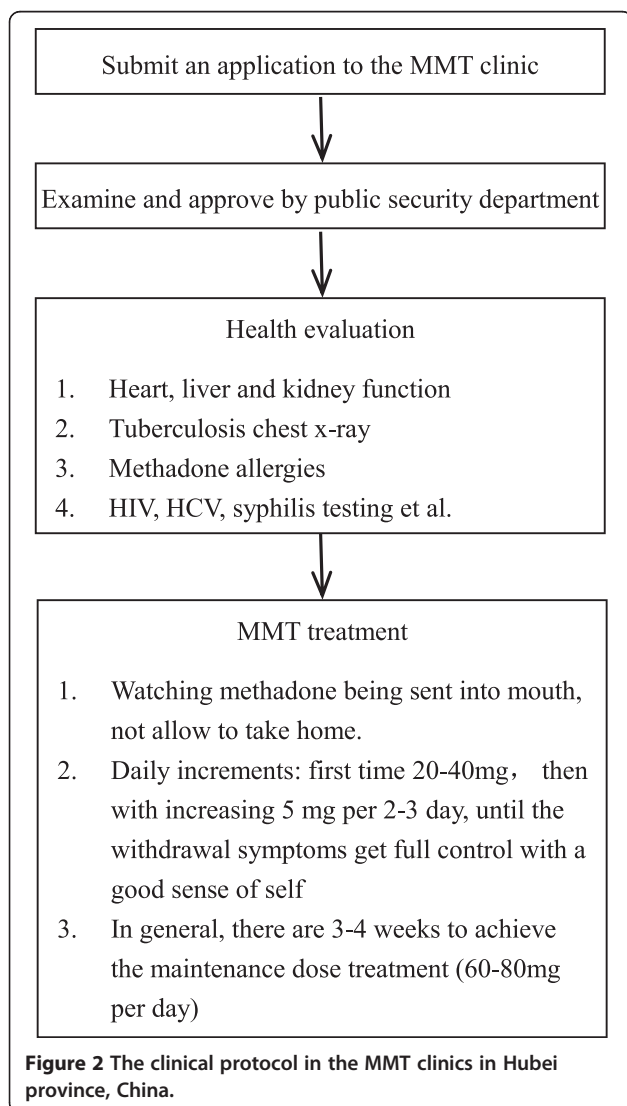 Submit an application to the MMT clinic
Examine and approve by public security department
Health evaluation
1. Heart, liver and kidney function
2. Tuberculosis chest x-ray
3. Methadone allergies
4. HIV, HCV, syphilis testing et al.
MMT treatment
1. Watching methadone being sent into mouth,
not allow to take home.
2. Daily increments: first time 20-40mg， then
with increasing 5 mg per 2-3 day, until the
withdrawal symptoms get full control with a
good sense of self
3. In general, there are 3-4 weeks to achieve
the maintenance dose treatment (60-80mg
per day)
Figure 2 The clinical protocol in the MMT clinics in Hubei
province, China.